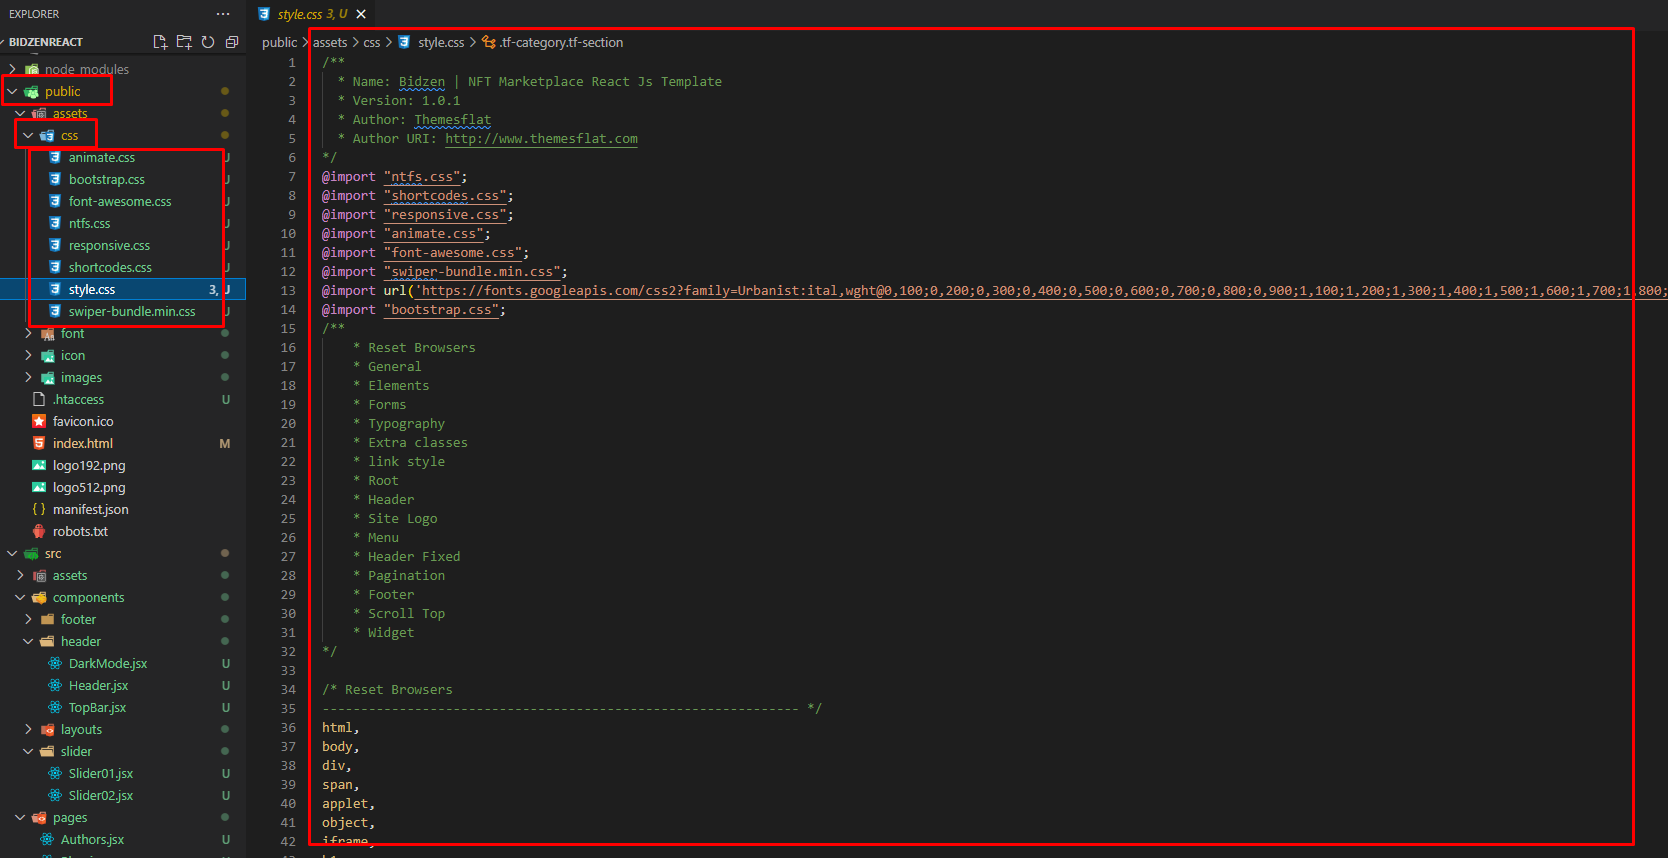 EXPLORER
BIDZENREACT
node_modules
public
assets
css
animate.css U
bootstrap.css U
font-awesome.css U
ntfs.css U
responsive.css U
shortcodes.css U
style.css 3, U
swiper-bundle.min.css U
font
icon
images
.htaccess U
favicon.ico
index.html M
logo192.png
logo512.png
manifest.json
robots.txt
src
assets
components
footer
header
DarkMode.jsx U
Header.jsx U
TopBar.jsx U
layouts
slider
Slider01.jsx U
Slider02.jsx U
pages
Authors.jsx U
style.css 3, U
public > assets > css > style.css > .tf-category.tf-section
1 /**
2 * Name: Bidzen | NFT Marketplace React Js Template
3 * Version: 1.0.1
4 * Author: Themesflat
5 * Author URI: http://www.themesflat.com
6 */
7 @import "ntfs.css";
8 @import "shortcodes.css";
9 @import "responsive.css";
10 @import "animate.css";
11 @import "font-awesome.css";
12 @import "swiper-bundle.min.css";
13 @import url('https://fonts.googleapis.com/css2?family=Urbanist:ital,wght@0,100;0,200;0,300;0,400;0,500;0,600;0,700;0,800;0,900;1,100;1,200;1,300;1,400;1,500;1,600;1,700;1,800;
14 @import "bootstrap.css";
15 /**
16 * Reset Browsers
17 * General
18 * Elements
19 * Forms
20 * Typography
21 * Extra classes
22 * link style
23 * Root
24 * Header
25 * Site Logo
26 * Menu
27 * Header Fixed
28 * Pagination
29 * Footer
30 * Scroll Top
31 * Widget
32 */
33
34 /* Reset Browsers
35 -------------------------------------------------------------- */
36 html,
37 body,
38 div,
39 span,
40 applet,
41 object,
42 iframe,